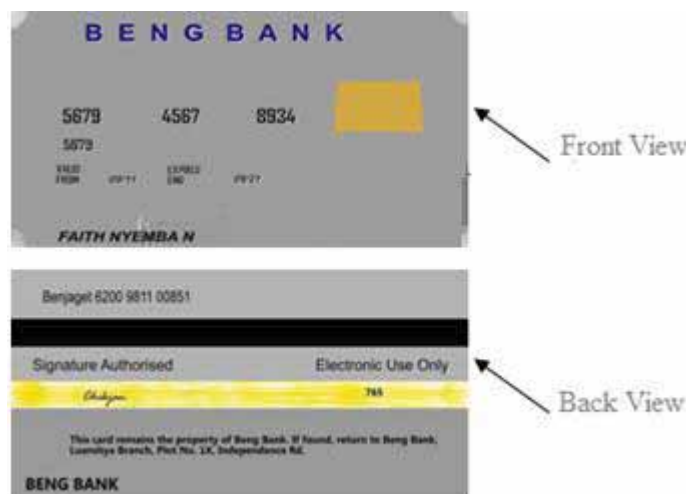 BENG BANK
5679 4567 8934
5679
VALID EXPIRES
FROM END
FAITH NYEMBA N
Front View
Benjaget 6200 9811 00851
Signature Authorised Electronic Use Only
765
This card remains the property of Beng Bank. If found, return to Beng Bank,
Luanshya Branch, Plot No. 1X, Independence Rd.
BENG BANK
Back View